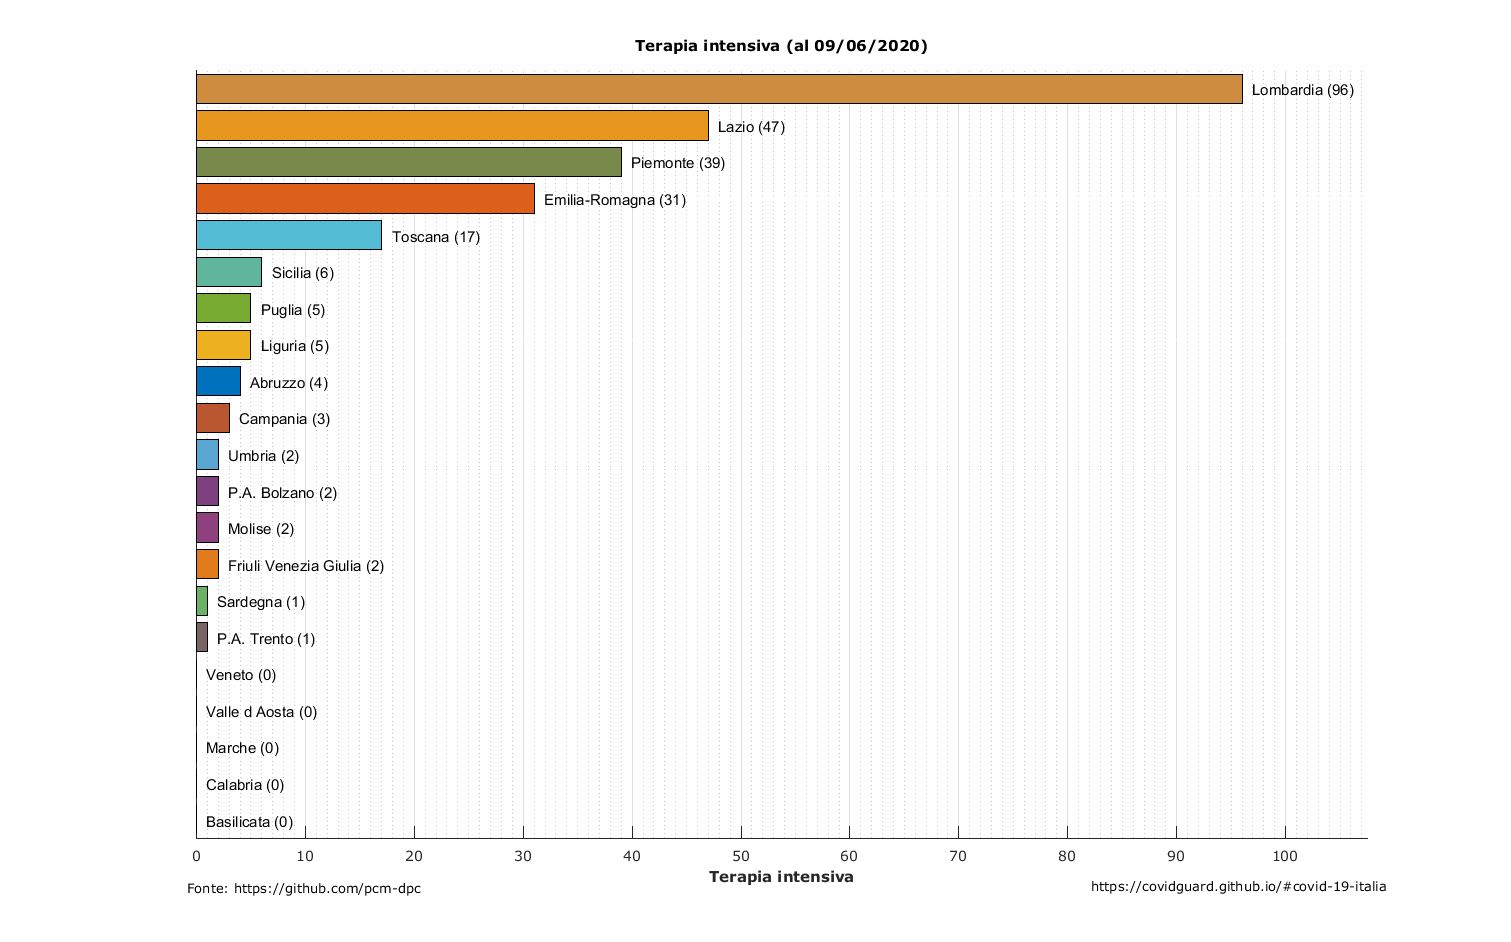 Terapia intensiva (al 09/06/2020)
Lombardia (96)
Lazio (47)
Piemonte (39)
Emilia-Romagna (31)
Toscana (17)
Sicilia (6)
Puglia (5)
Liguria (5)
Abruzzo (4)
Campania (3)
Umbria (2)
P.A. Bolzano (2)
Molise (2)
Friuli Venezia Giulia (2)
Sardegna (1)
P.A. Trento (1)
Veneto (0)
Valle d Aosta (0)
Marche (0)
Calabria (0)
Basilicata (0)
0 10 20 30 40 50 60 70 80 90 100
Terapia intensiva
Fonte: https://github.com/pcm-dpc
https://covidguard.github.io/#covid-19-italia